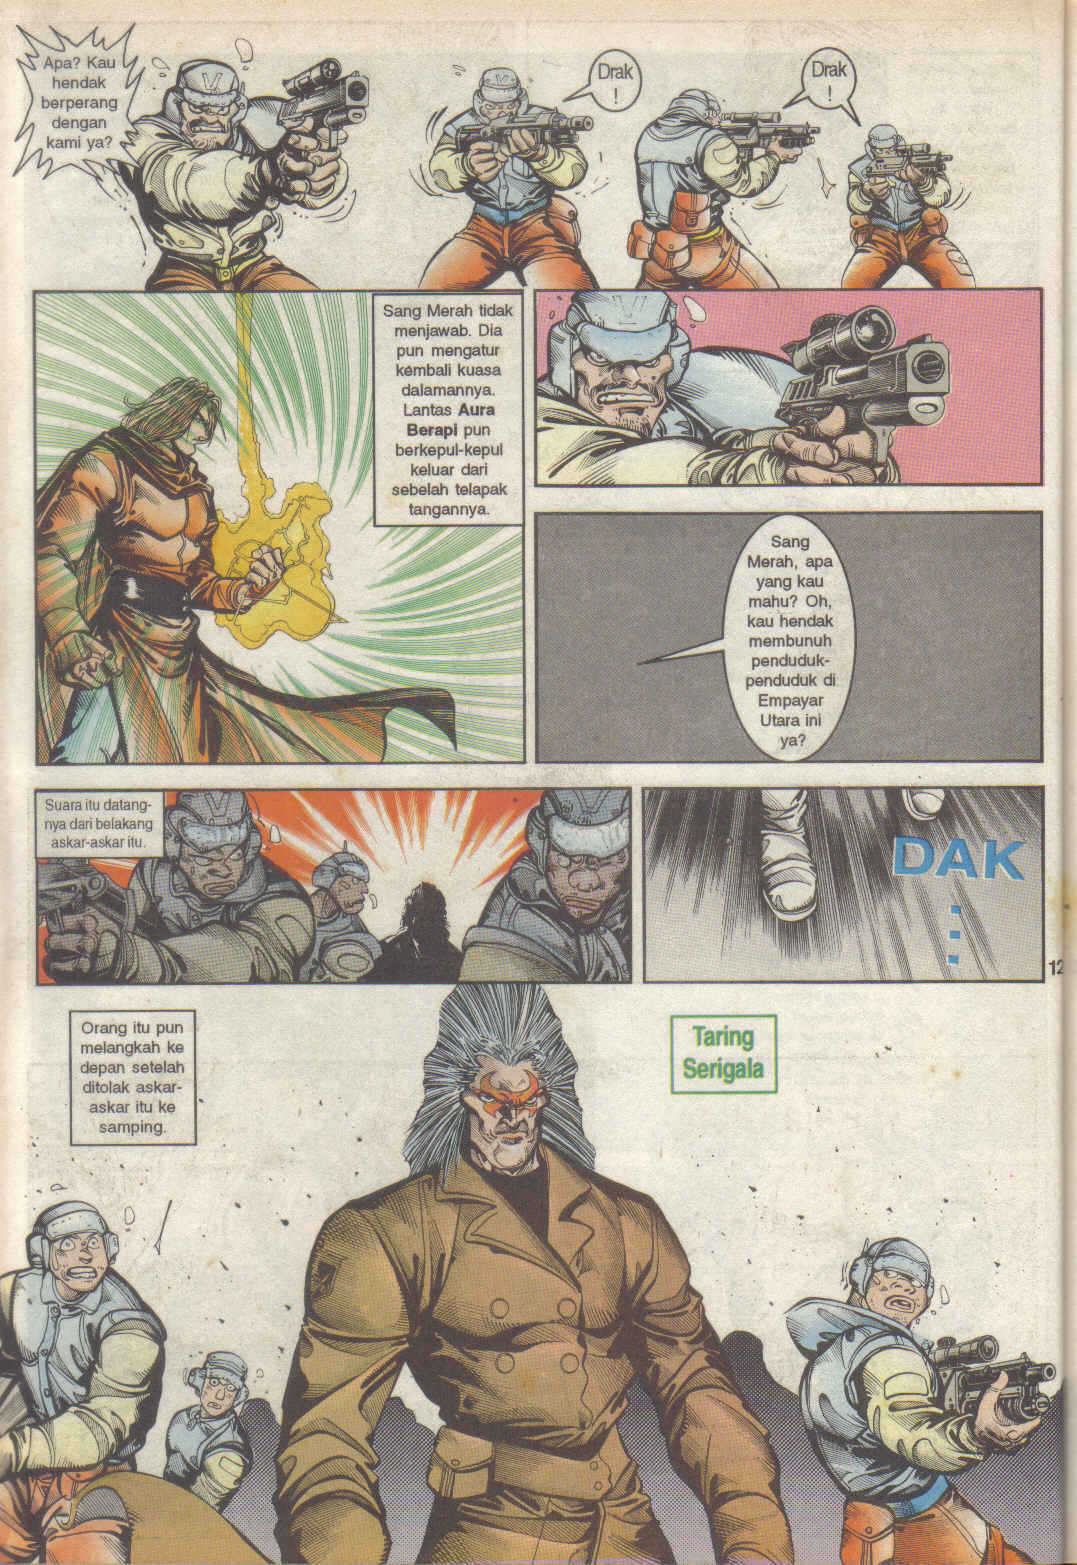 Apa? Kau
hendak
berperang
dengan
kami ya?
Drak
!
Drak
!
Sang Merah tidak
menjawab. Dia
pun mengatur
kembali kuasa
dalamannya.
Lantas Aura
Berapi pun
berkepul-kepul
keluar dari
sebelah telapak
tangannya.
Sang
Merah, apa
yang kau
mahu? Oh,
kau hendak
membunuh
penduduk-
penduduk di
Empayar
Utara ini
ya?
Suara itu datang-
nya dari belakang
askar-askar itu.
DAK
...
12
Orang itu pun
melangkah ke
depan setelah
ditolak askar-
askar itu ke
samping.
Taring
Serigala